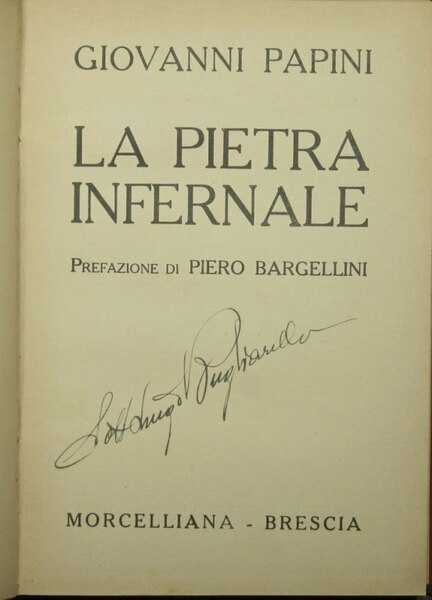 GIOVANNI PAPINI
LA PIETRA
INFERNALE
PREFAZIONE DI PIERO BARGELLINI
MORCELLIANA - BRESCIA